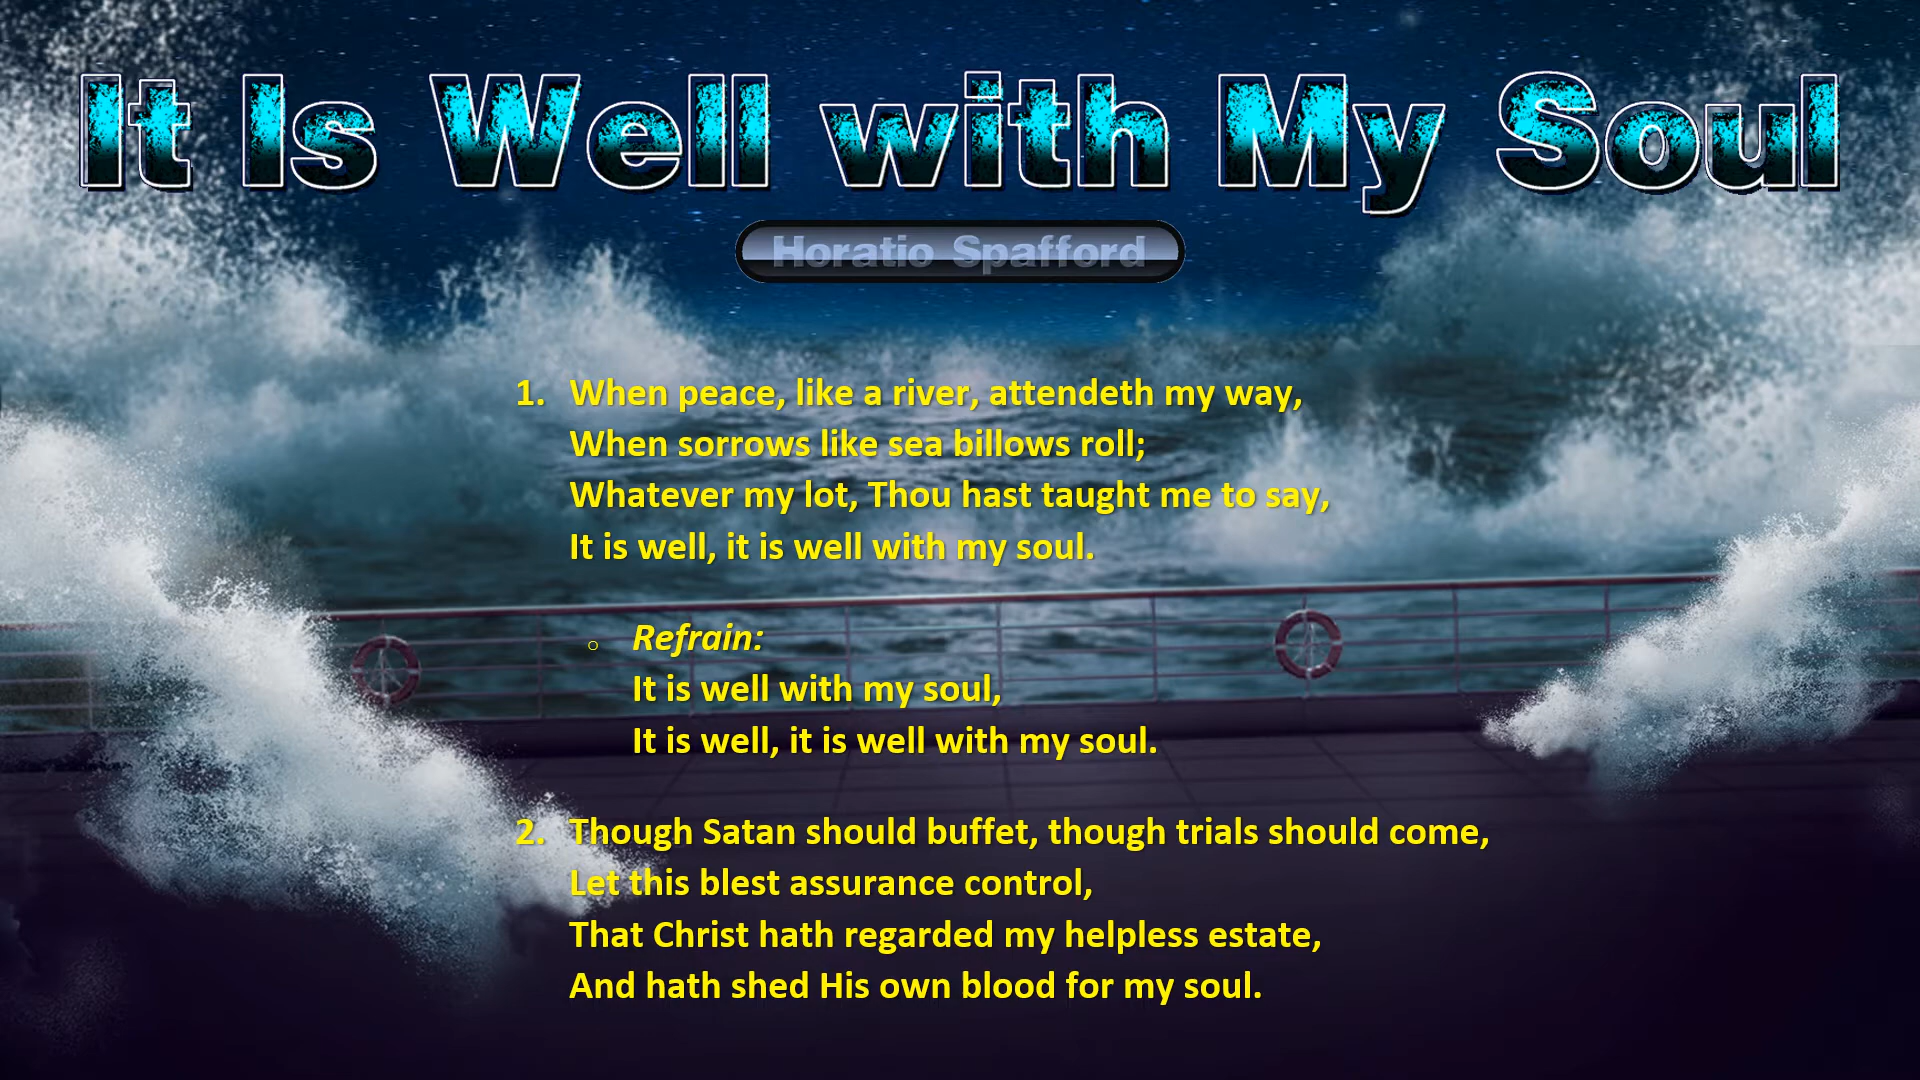 It Is Well with My Soul
Horatio Spafford
1. When peace, like a river, attendeth my way,
When sorrows like sea billows roll;
Whatever my lot, Thou hast taught me to say,
It is well, it is well with my soul.
○ Refrain:
It is well with my soul,
It is well, it is well with my soul.
2. Though Satan should buffet, though trials should come,
Let this blest assurance control,
That Christ hath regarded my helpless estate,
And hath shed His own blood for my soul.